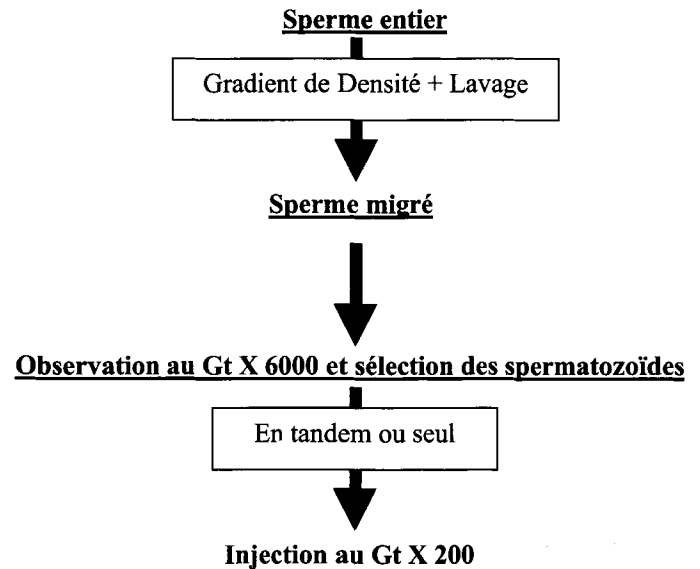 Sperme entier
Gradient de Densité + Lavage
Sperme migré
Observation au Gt X 6000 et sélection des spermatozoïdes
En tandem ou seul
Injection au Gt X 200